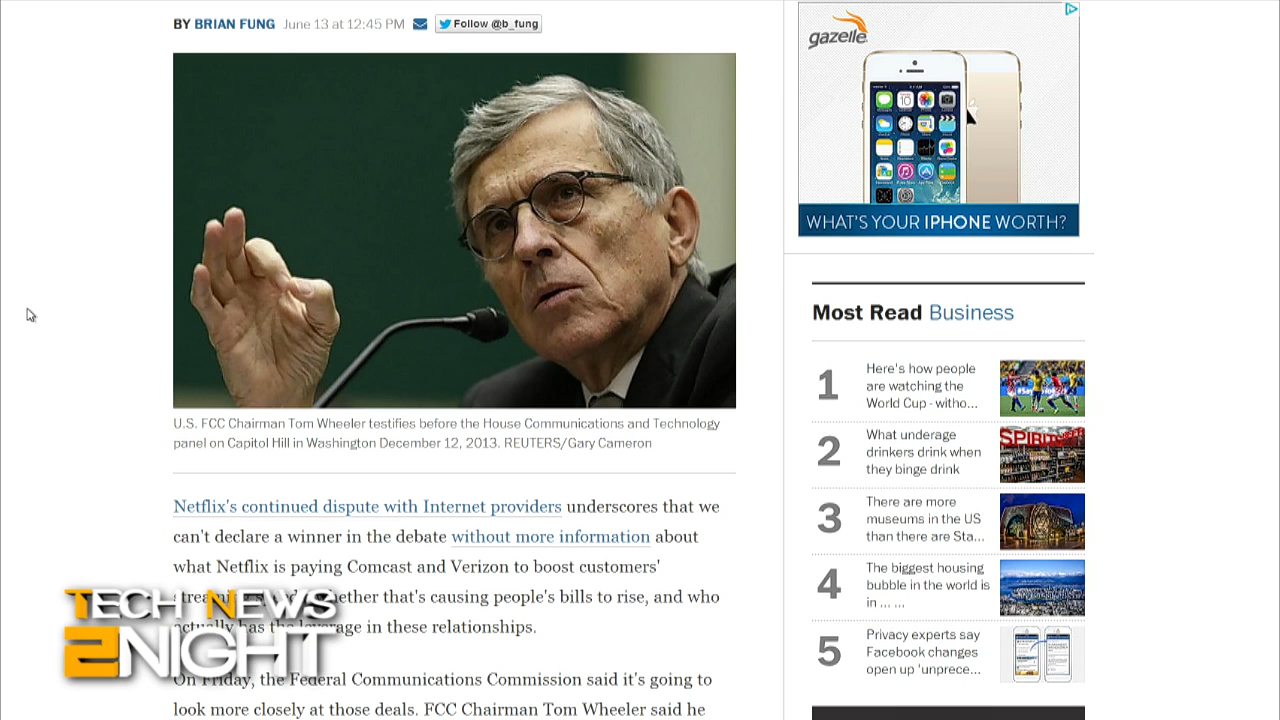 BY BRIAN FUNG June 13 at 12:45 PM Follow @b_fung
U.S. FCC Chairman Tom Wheeler testifies before the House Communications and Technology
panel on Capitol Hill in Washington December 12, 2013. REUTERS/Gary Cameron
Netflix's continued dispute with Internet providers underscores that we
can't declare a winner in the debate without more information about
what Netflix is paying Comcast and Verizon to boost customers'
that's causing people's bills to rise, and who
actually has the leverage in these relationships.
On Friday, the Federal Communications Commission said it's going to
look more closely at those deals. FCC Chairman Tom Wheeler said he
TECH NEWS
2NIGHT
gazelle
WHAT'S YOUR IPHONE WORTH?
Most Read Business
1
Here's how people
are watching the
World Cup - witho...
2
What underage
drinkers drink when
they binge drink
SPIRITS
3
There are more
museums in the US
than there are Sta...
4
The biggest housing
bubble in the world is
in ... ...
5
Privacy experts say
Facebook changes
open up 'unprece...